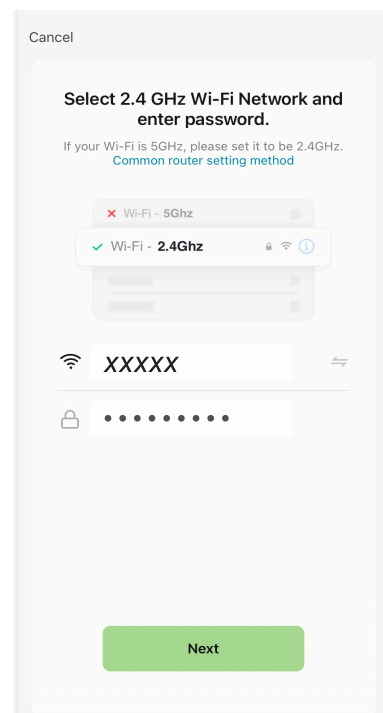 Cancel
Select 2.4 GHz Wi-Fi Network and
enter password.
If your Wi-Fi is 5GHz, please set it to be 2.4GHz.
Common router setting method
Wi-Fi - 5Ghz
Wi-Fi - 2.4Ghz
XXXXX
•••••••••
Next